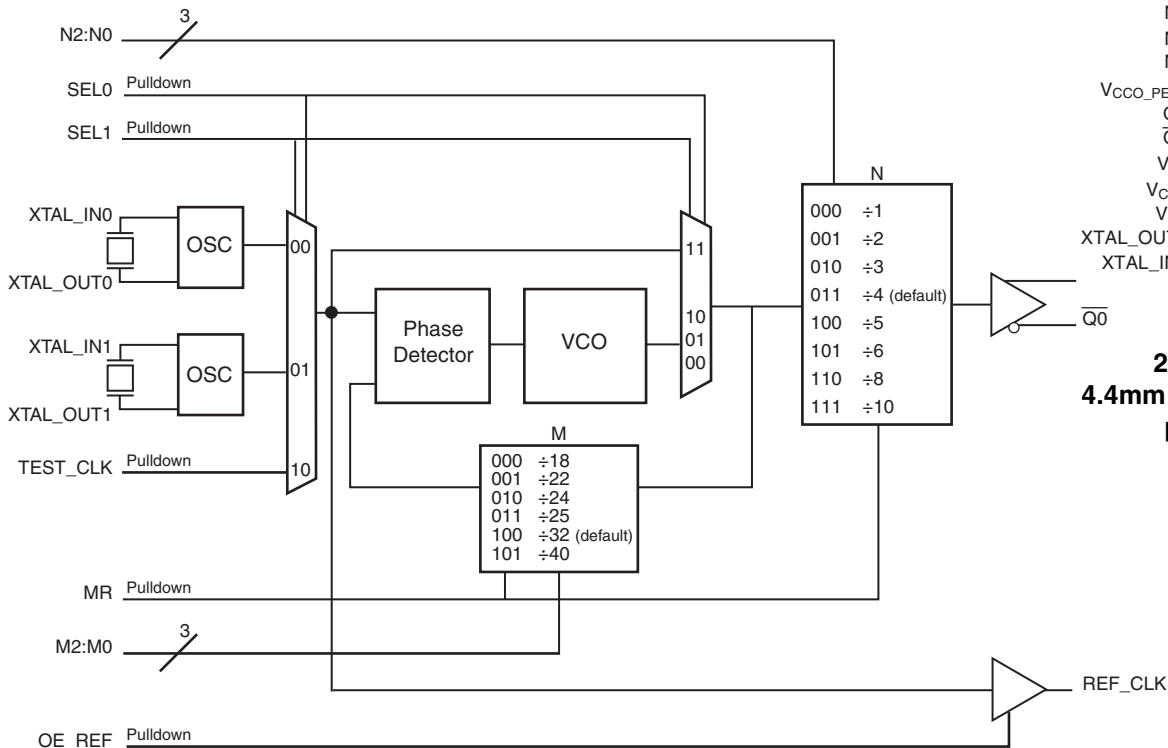 3
N2:N0
SEL0 Pulldown
SEL1 Pulldown
XTAL_IN0
OSC
XTAL_OUT0
XTAL_IN1
OSC
XTAL_OUT1
TEST_CLK Pulldown
00
01
10
Phase
Detector
VCO
11
10
01
00
N
000 ÷1
001 ÷2
010 ÷3
011 ÷4 (default)
100 ÷5
101 ÷6
110 ÷8
111 ÷10
Q0
M
000 ÷18
001 ÷22
010 ÷24
011 ÷25
100 ÷32 (default)
101 ÷40
MR Pulldown
3
M2:M0
REF_CLK
OE_REF Pulldown
XTAL_OUT
XTAL_IN
2
4.4mm